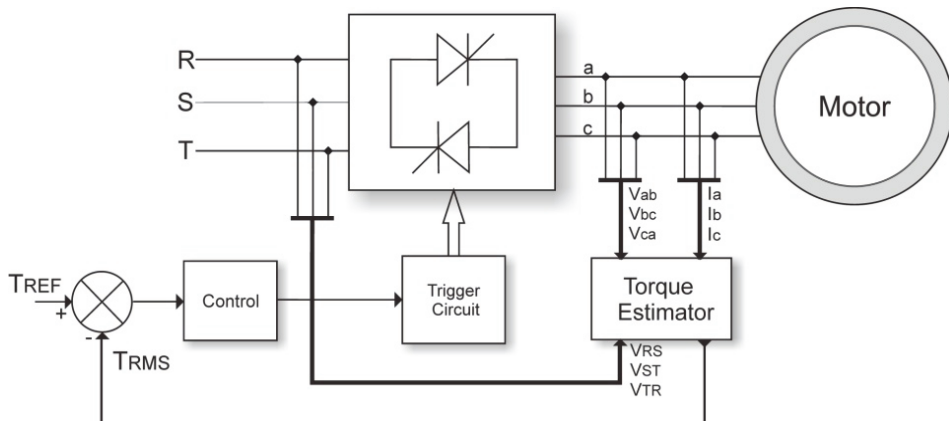 R
S
T
a
b
c
Motor
Vab
Vbc
Vca
Ia
Ib
Ic
TREF
+
-
TRMS
Control
Trigger
Circuit
Torque
Estimator
VRS
VST
VTR